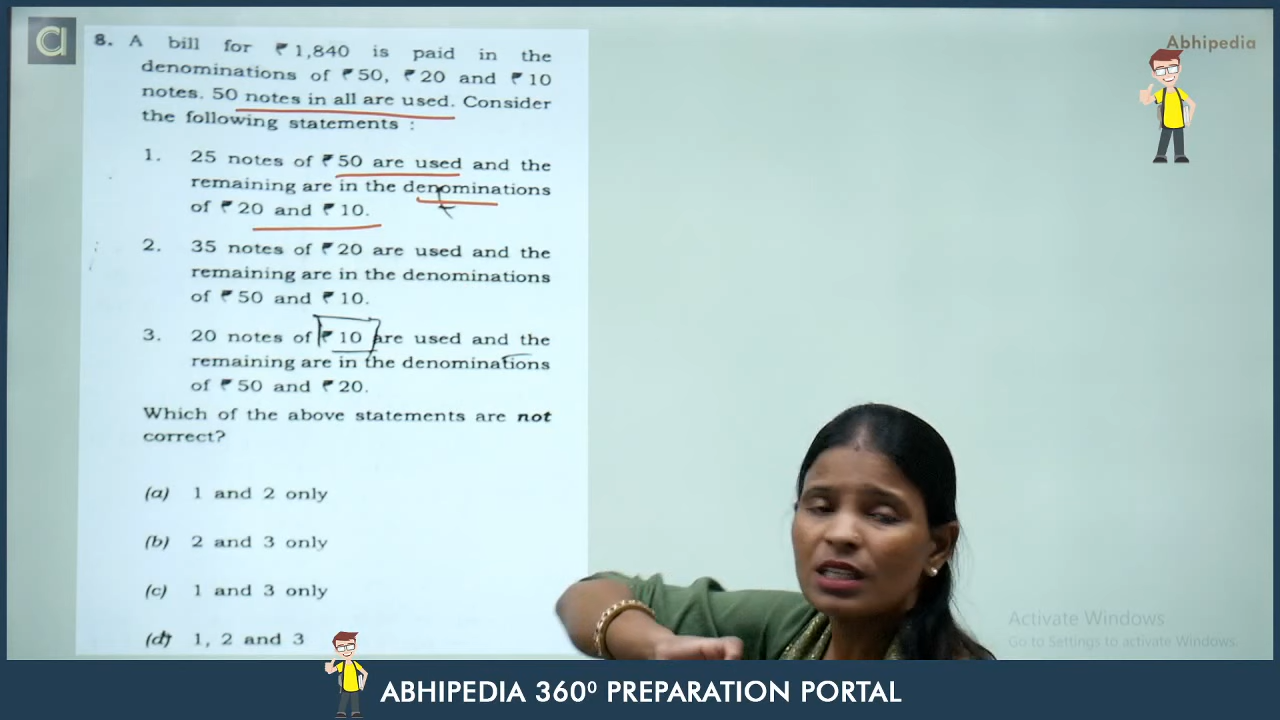 a
Abhipedia
8. A bill for ₹ 1,840 is paid in the
denominations of ₹ 50, ₹ 20 and ₹ 10
notes. 50 notes in all are used. Consider
the following statements :
1. 25 notes of ₹ 50 are used and the
remaining are in the denominations
of ₹ 20 and ₹ 10.
2. 35 notes of ₹ 20 are used and the
remaining are in the denominations
of ₹ 50 and ₹ 10.
3. 20 notes of ₹ 10 are used and the
remaining are in the denominations
of ₹ 50 and ₹ 20.
Which of the above statements are not
correct?
(a) 1 and 2 only
(b) 2 and 3 only
(c) 1 and 3 only
(d) 1, 2 and 3
Activate Windows
Go to Settings to activate Windows.
ABHIPEDIA 360⁰ PREPARATION PORTAL